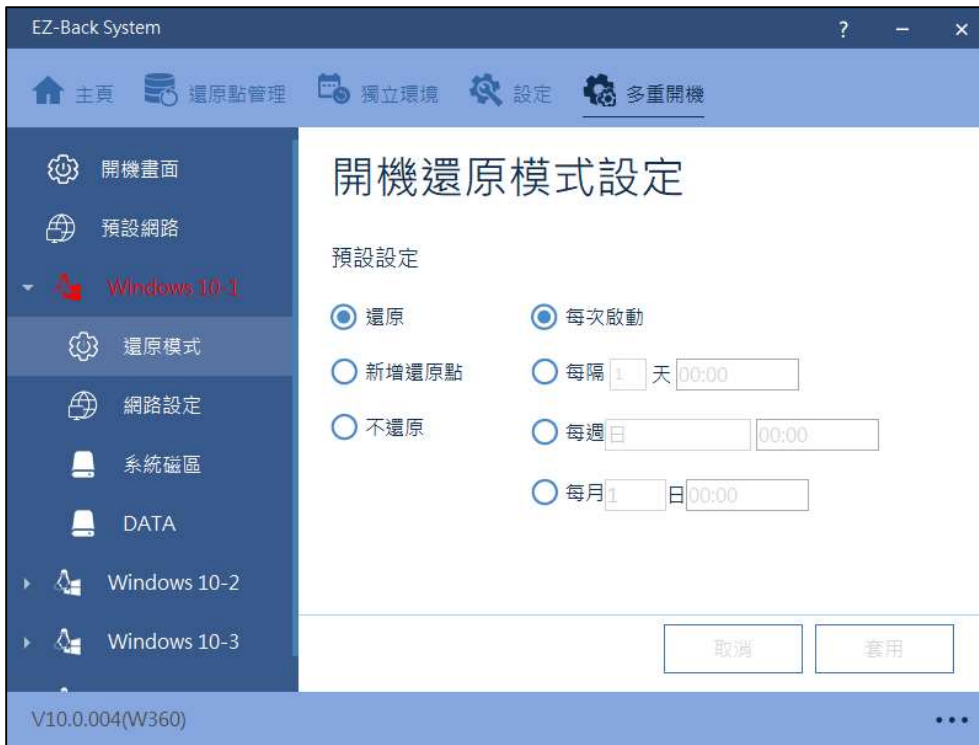 EZ-Back System
?
主頁 還原點管理 獨立環境 設定 多重開機
開機畫面
預設網路
Windows 10-1
還原模式
網路設定
系統磁區
DATA
Windows 10-2
Windows 10-3
開機還原模式設定
預設設定
還原 每次啟動
新增還原點 每隔 1 天 00:00
不還原 每週 日 00:00
每月 1 日 00:00
取消 套用
V10.0.004(W360)